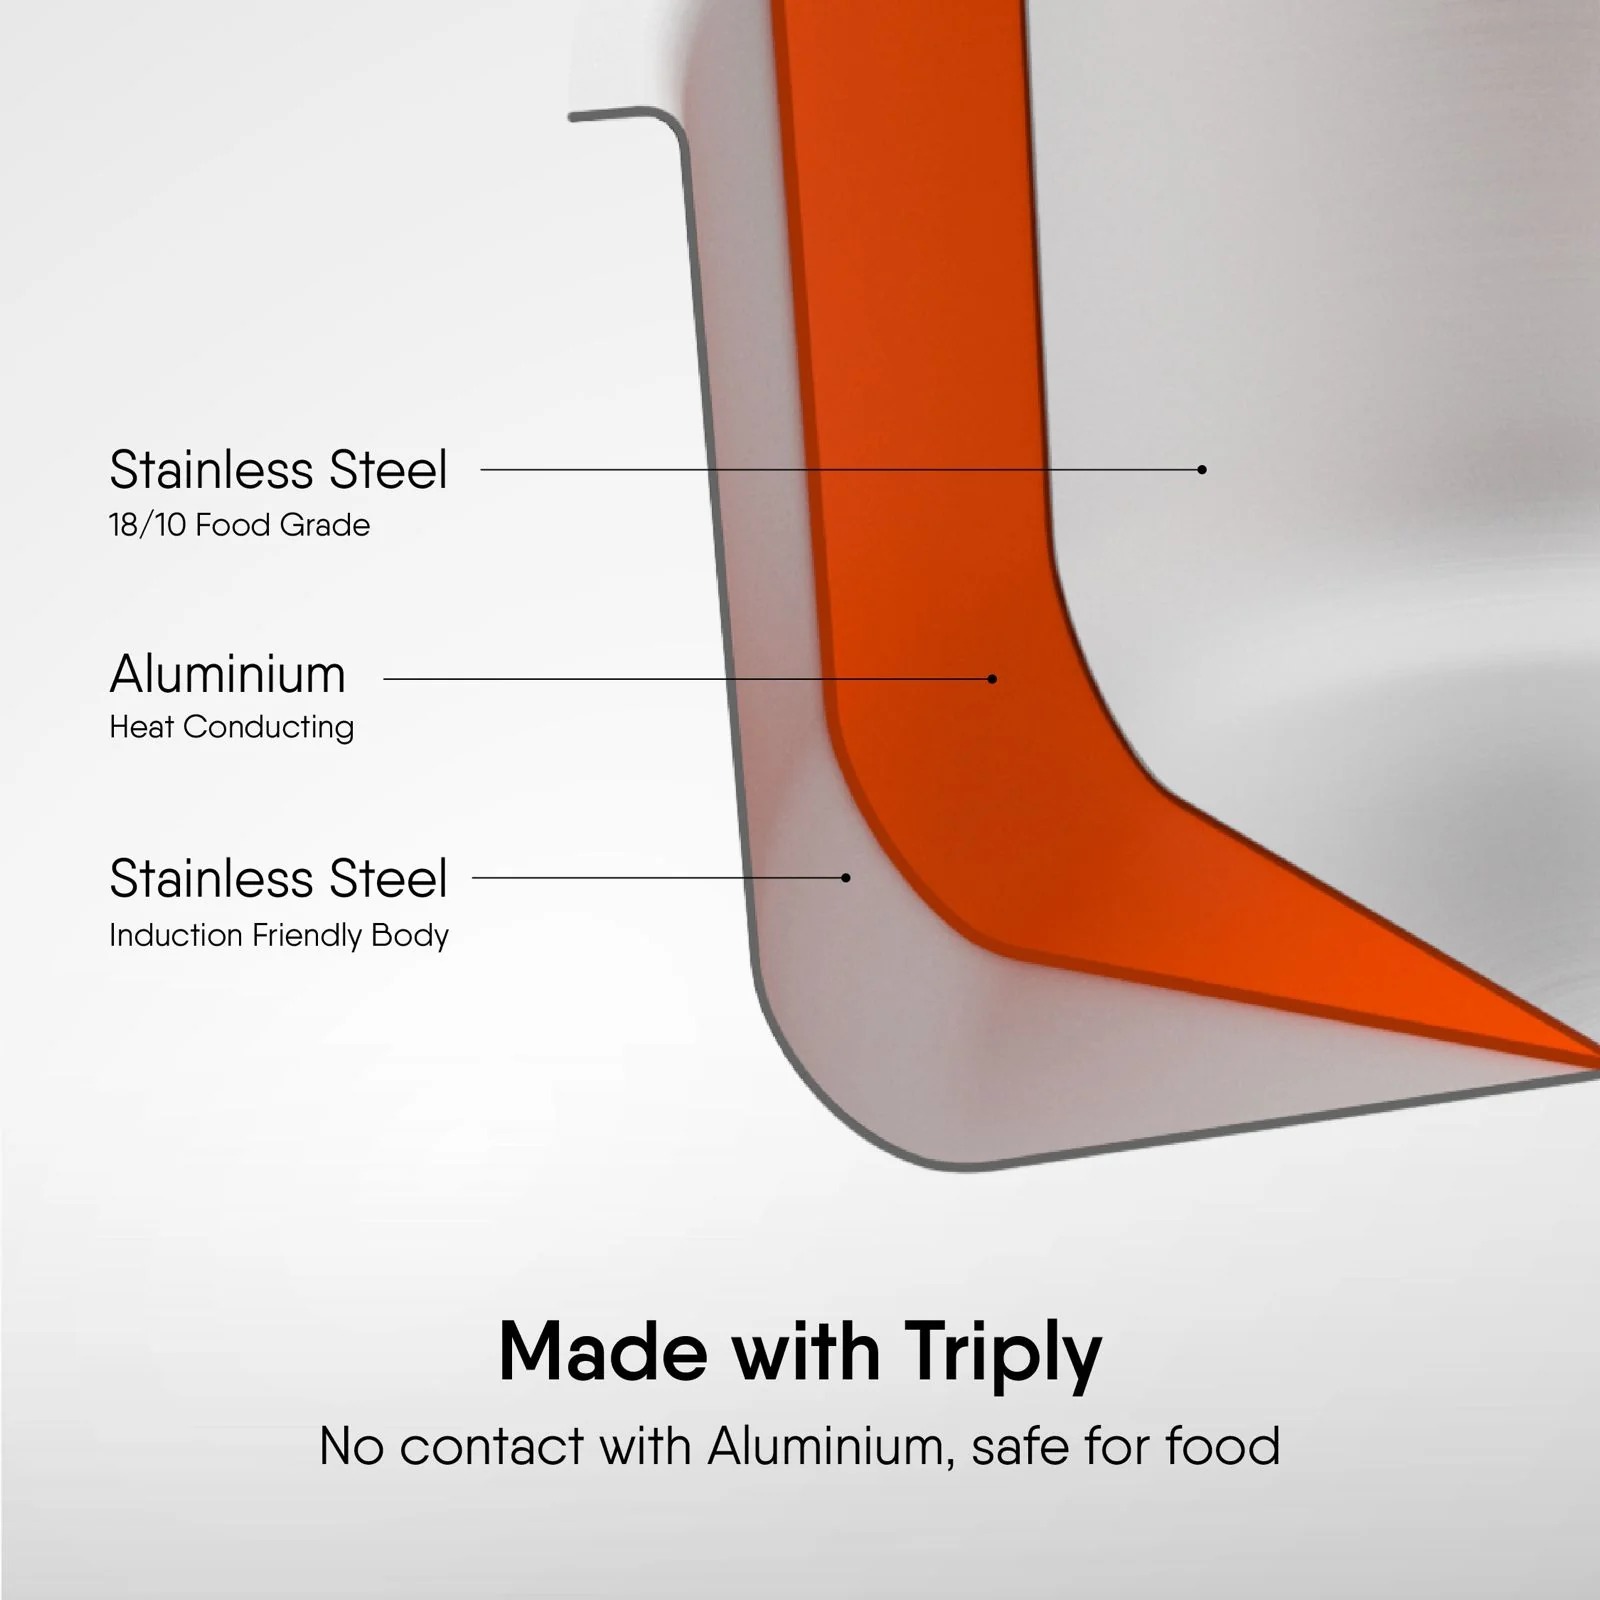 Stainless Steel
18/10 Food Grade
Aluminium
Heat Conducting
Stainless Steel
Induction Friendly Body
Made with Triply
No contact with Aluminium, safe for food